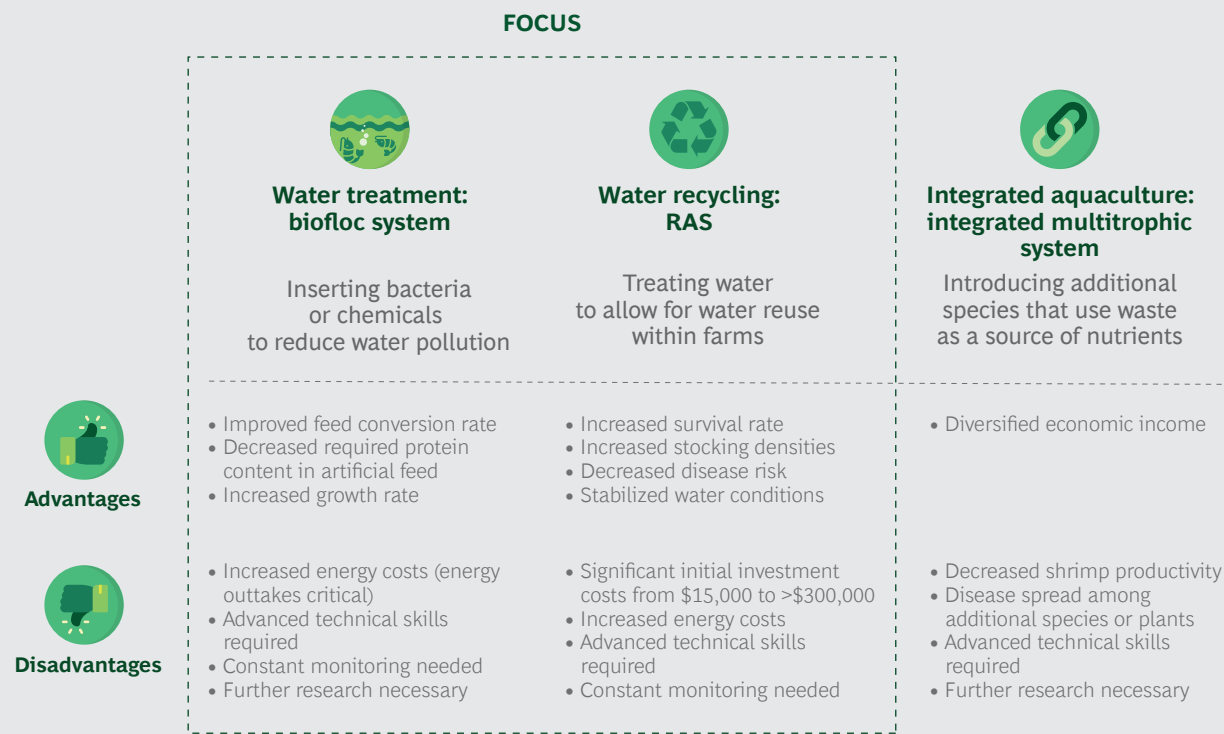 FOCUS
Water treatment:
biofloc system
Inserting bacteria
or chemicals
to reduce water pollution
Water recycling:
RAS
Treating water
to allow for water reuse
within farms
Integrated aquaculture:
integrated multitrophic
system
Introducing additional
species that use waste
as a source of nutrients
Advantages
• Improved feed conversion rate
• Decreased required protein
content in artificial feed
• Increased growth rate
• Increased survival rate
• Increased stocking densities
• Decreased disease risk
• Stabilized water conditions
• Diversified economic income
Disadvantages
• Increased energy costs (energy
outtakes critical)
• Advanced technical skills
required
• Constant monitoring needed
• Further research necessary
• Significant initial investment
costs from $15,000 to >$300,000
• Increased energy costs
• Advanced technical skills
required
• Constant monitoring needed
• Decreased shrimp productivity
• Disease spread among
additional species or plants
• Advanced technical skills
required
• Further research necessary